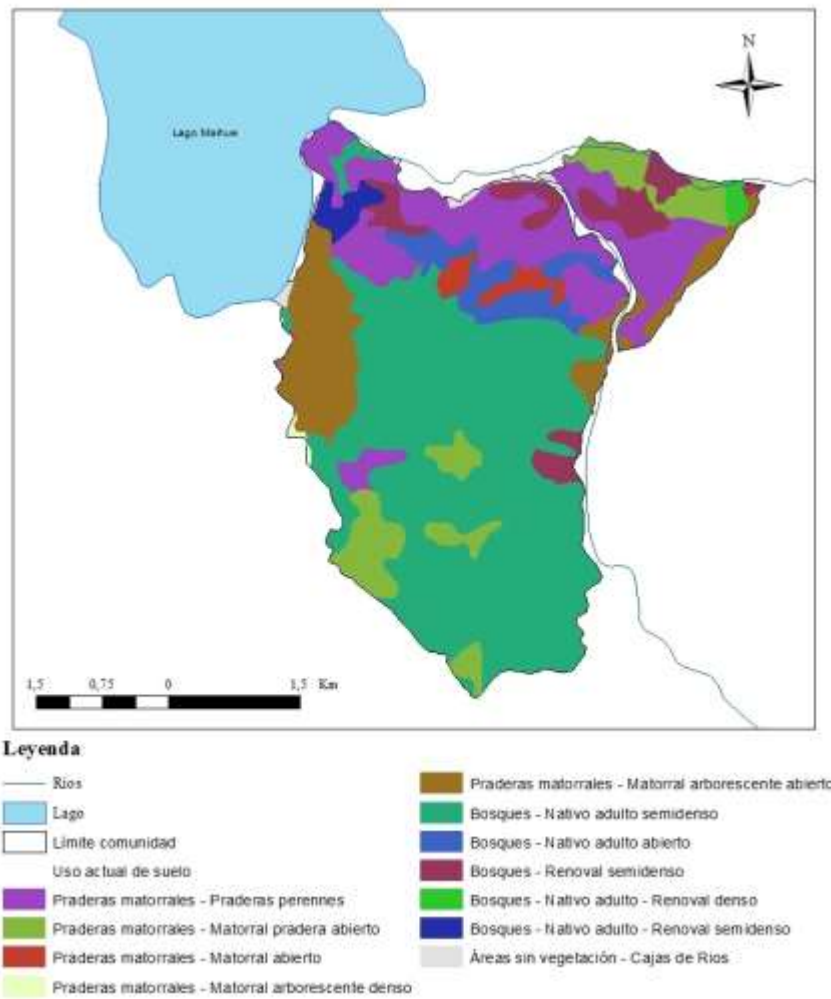 N
Lago Maihue
1,5 0,75 0 1,5 Km
Leyenda
Rios
Lago
Límite comunidad
Uso actual de suelo
Praderas matorrales - Praderas perennes
Praderas matorrales - Matorral pradera abierto
Praderas matorrales - Matorral abierto
Praderas matorrales - Matorral arborescente denso
Praderas matorrales - Matorral arborescente abierto
Bosques - Nativo adulto semidenso
Bosques - Nativo adulto abierto
Bosques - Renoval semidenso
Bosques - Nativo adulto - Renoval denso
Bosques - Nativo adulto - Renoval semidenso
Áreas sin vegetación - Cajas de Rios